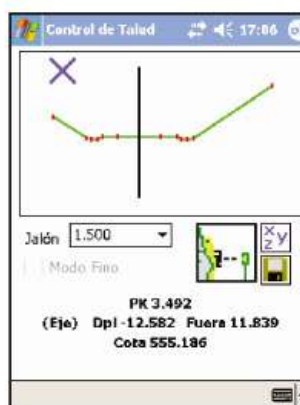 Control de Talud 17:06
Jalón 1.500
Modo Fino
x y
z
PK 3.492
(Eje) Dpl -12.582 Fuera 11.839
Cota 555.186